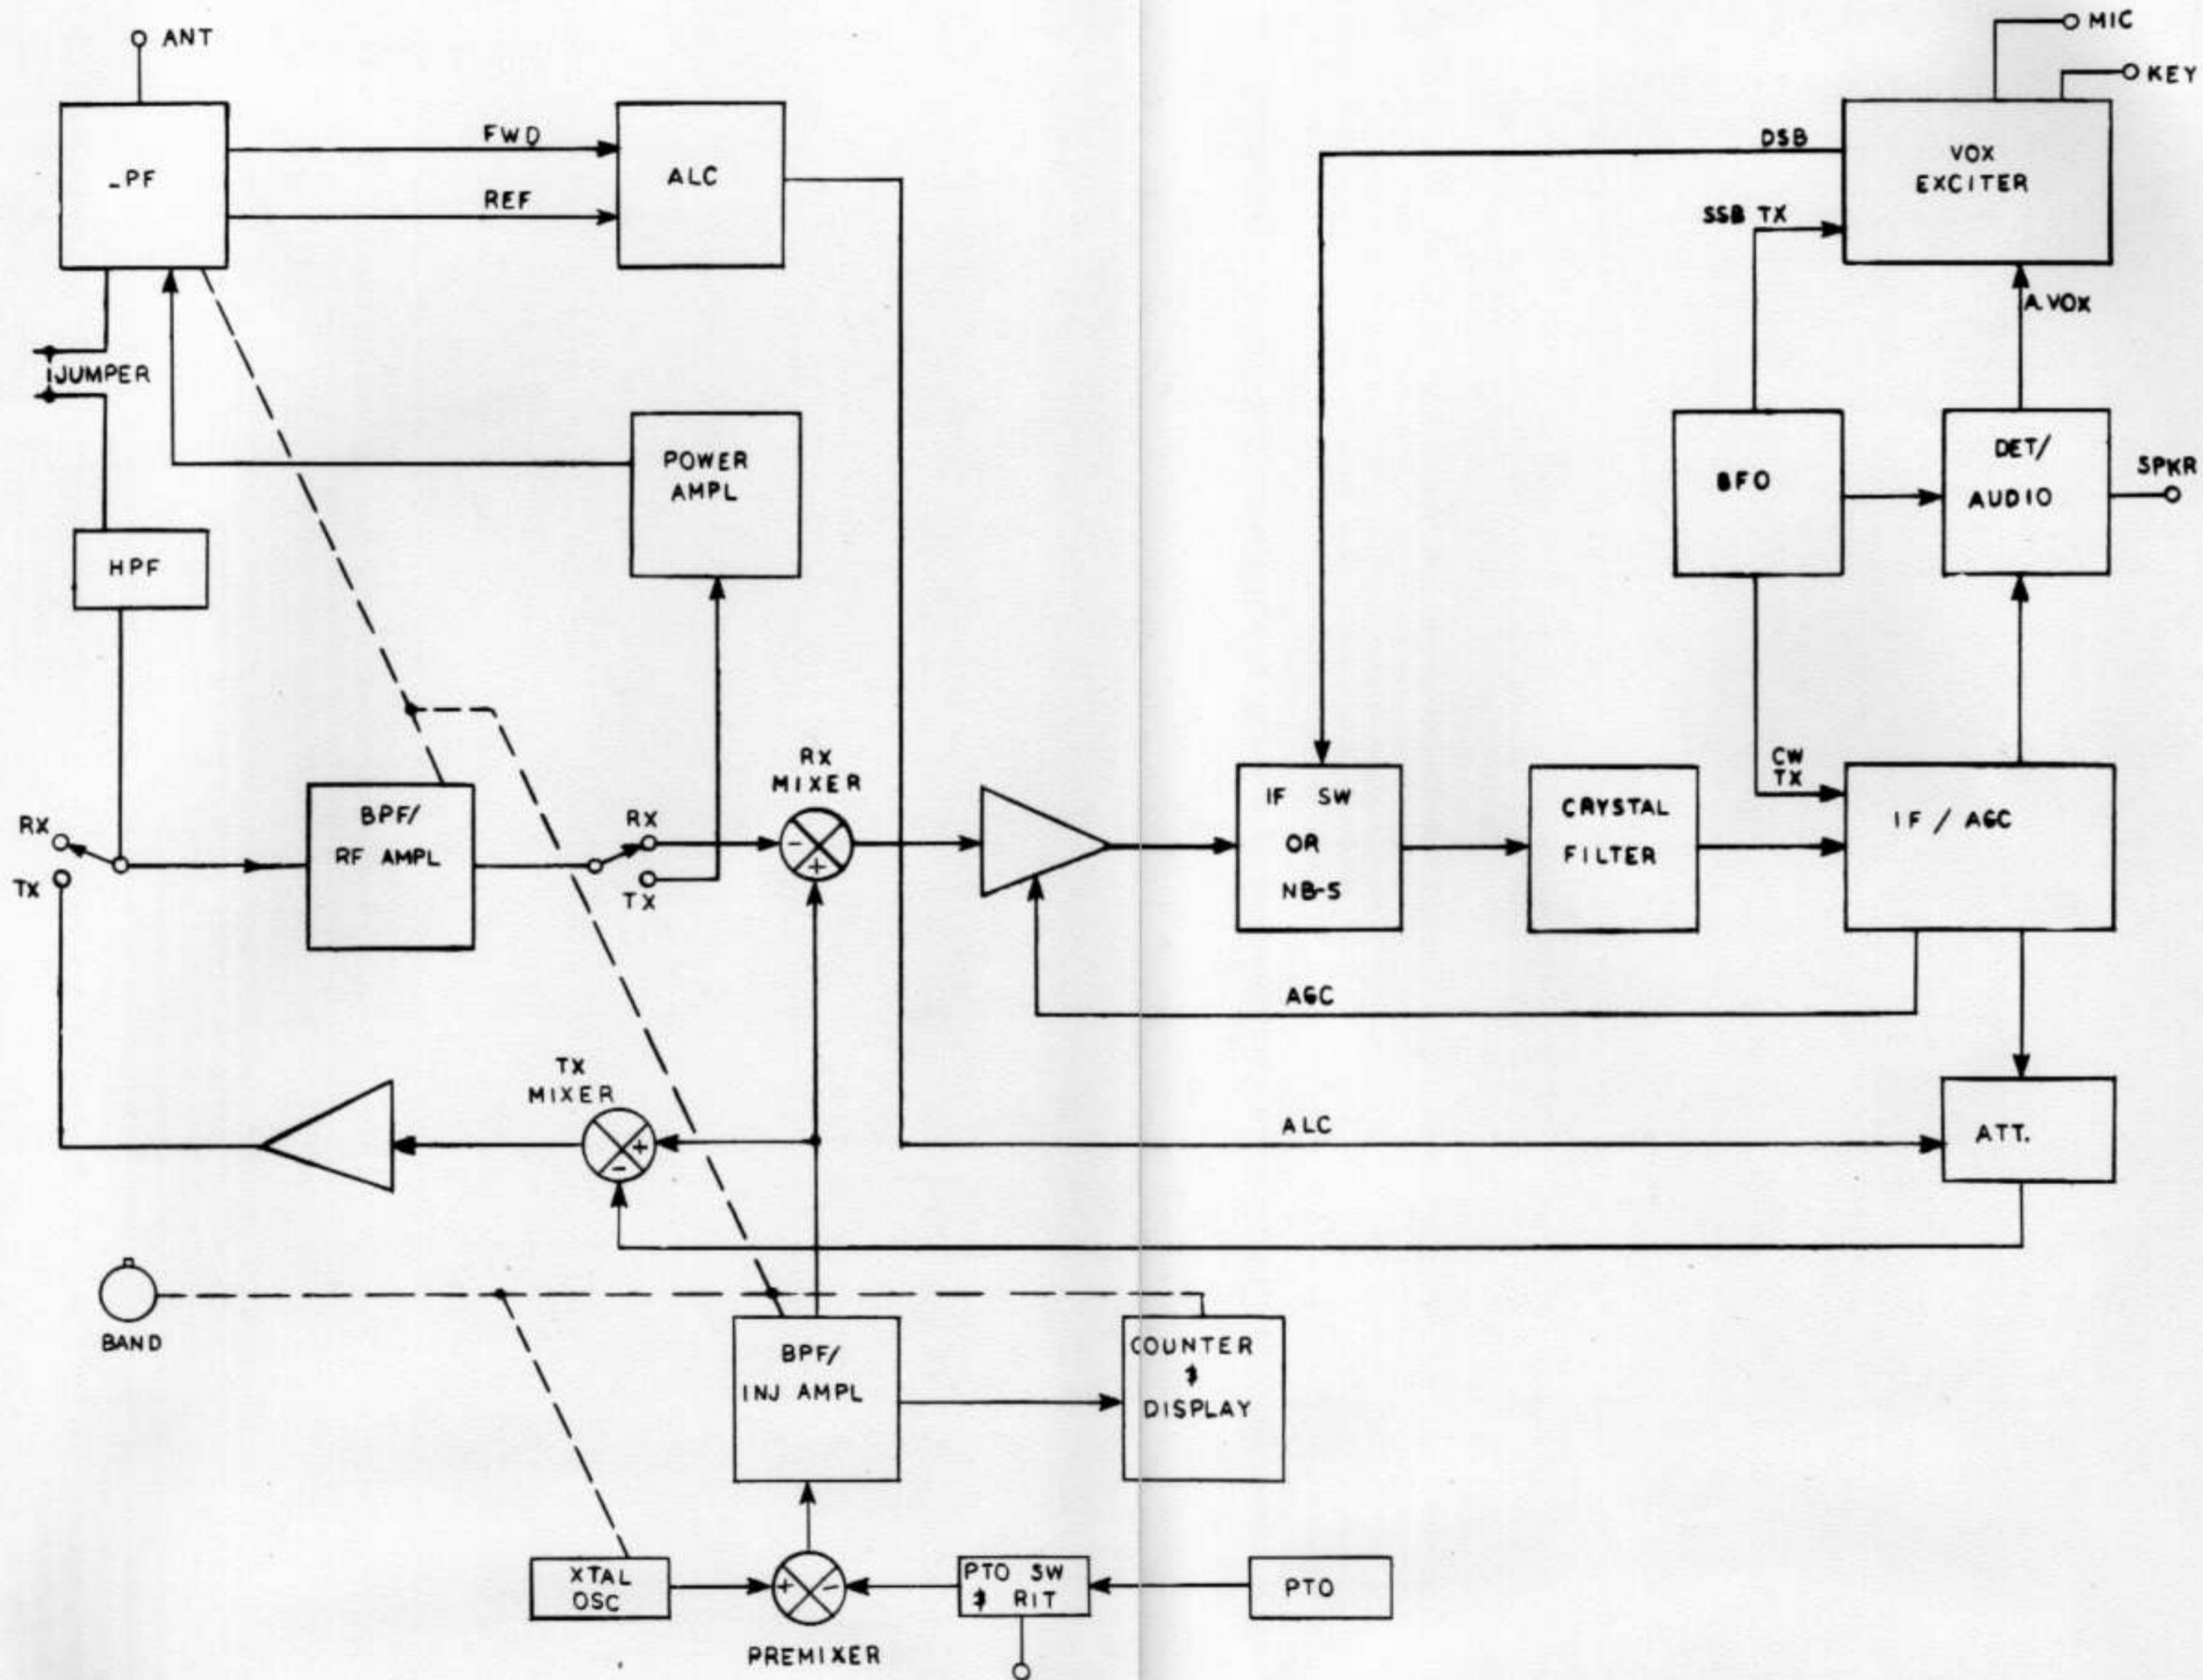 ANT
MIC
KEY
FWD
REF
-PF
ALC
DSB
VOX
EXCITER
SSB TX
A.VOX
JUMPER
POWER
AMPL
BFO
DET/
AUDIO
SPKR
HPF
RX
MIXER
CW
TX
RX
TX
BPF/
RF AMPL
RX
TX
-
+
IF SW
OR
NB-5
CRYSTAL
FILTER
IF / AGC
AGC
TX
MIXER
+
-
ALC
ATT.
BAND
BPF/
INJ AMPL
COUNTER
&
DISPLAY
XTAL
OSC
+
-
PTO SW
& RIT
PTO
PREMIXER